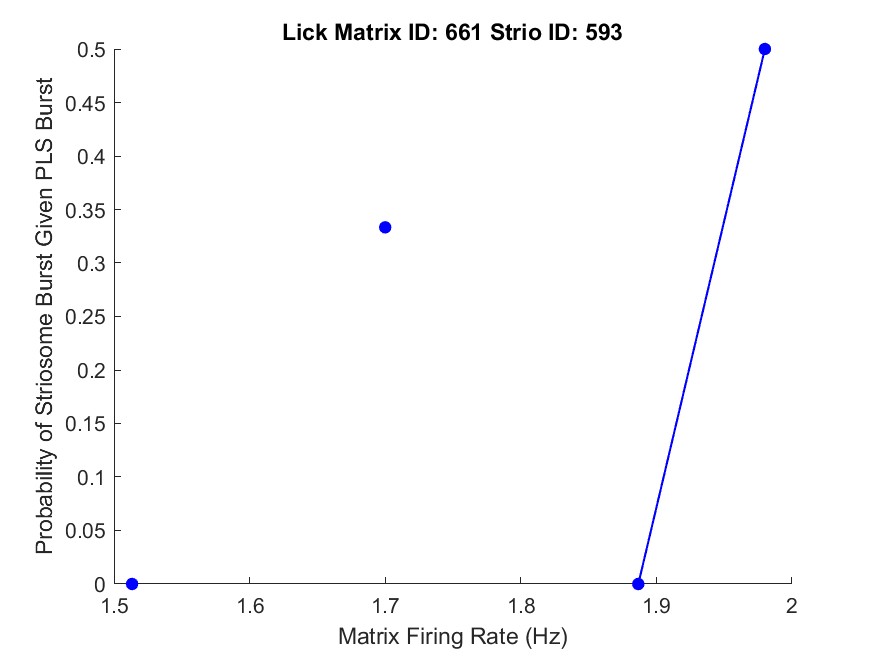 Lick Matrix ID: 661 Strio ID: 593
Probability of Striosome Burst Given PLS Burst
0.5
0.45
0.4
0.35
0.3
0.25
0.2
0.15
0.1
0.05
0
1.5 1.6 1.7 1.8 1.9 2
Matrix Firing Rate (Hz)